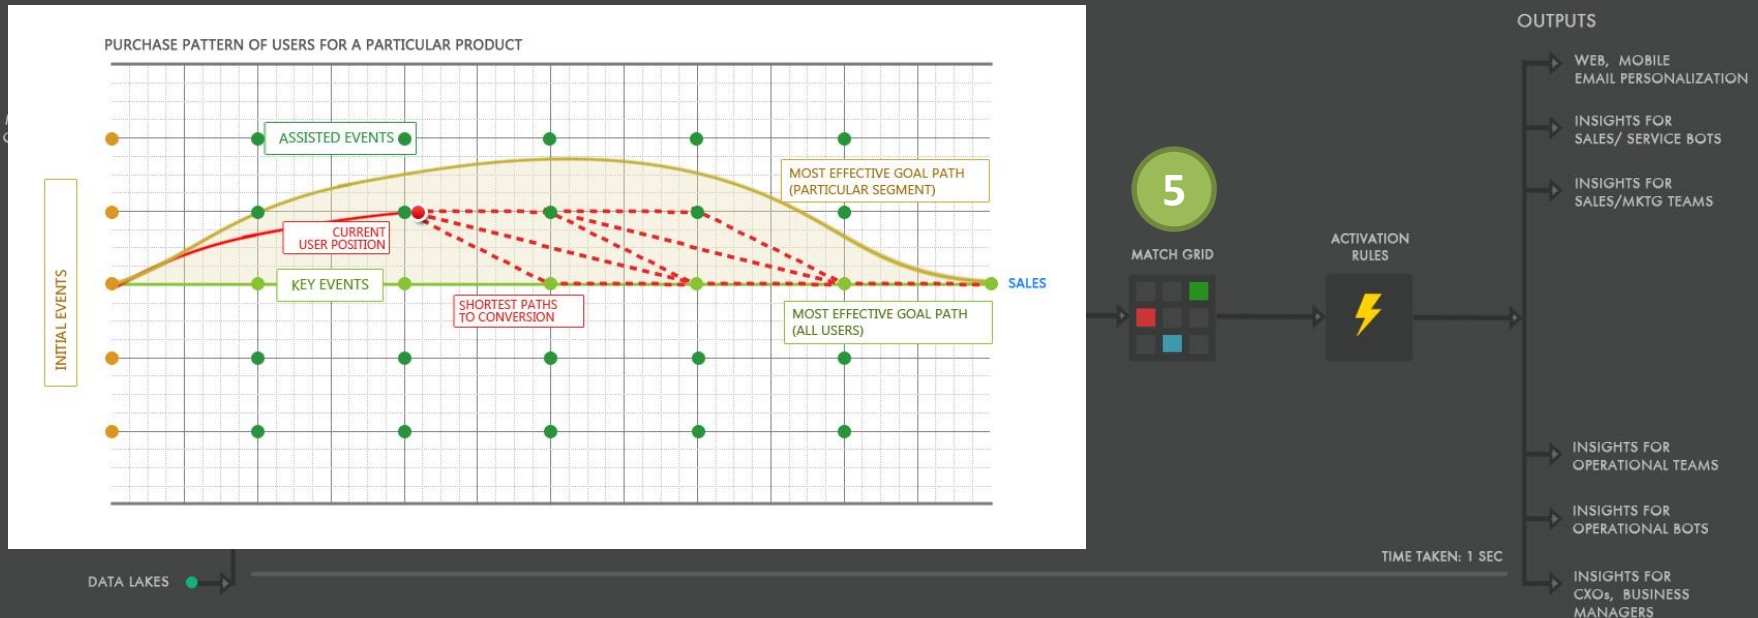 PURCHASE PATTERN OF USERS FOR A PARTICULAR PRODUCT
ASSISTED EVENTS
MOST EFFECTIVE GOAL PATH
(PARTICULAR SEGMENT)
CURRENT
USER POSITION
KEY EVENTS
SHORTEST PATHS
TO CONVERSION
MOST EFFECTIVE GOAL PATH
(ALL USERS)
SALES
INITIAL EVENTS
5
MATCH GRID
ACTIVATION
RULES
OUTPUTS
WEB, MOBILE
EMAIL PERSONALIZATION
INSIGHTS FOR
SALES/ SERVICE BOTS
INSIGHTS FOR
SALES/MKTG TEAMS
INSIGHTS FOR
OPERATIONAL TEAMS
INSIGHTS FOR
OPERATIONAL BOTS
INSIGHTS FOR
CXOs, BUSINESS
MANAGERS
TIME TAKEN: 1 SEC
DATA LAKES